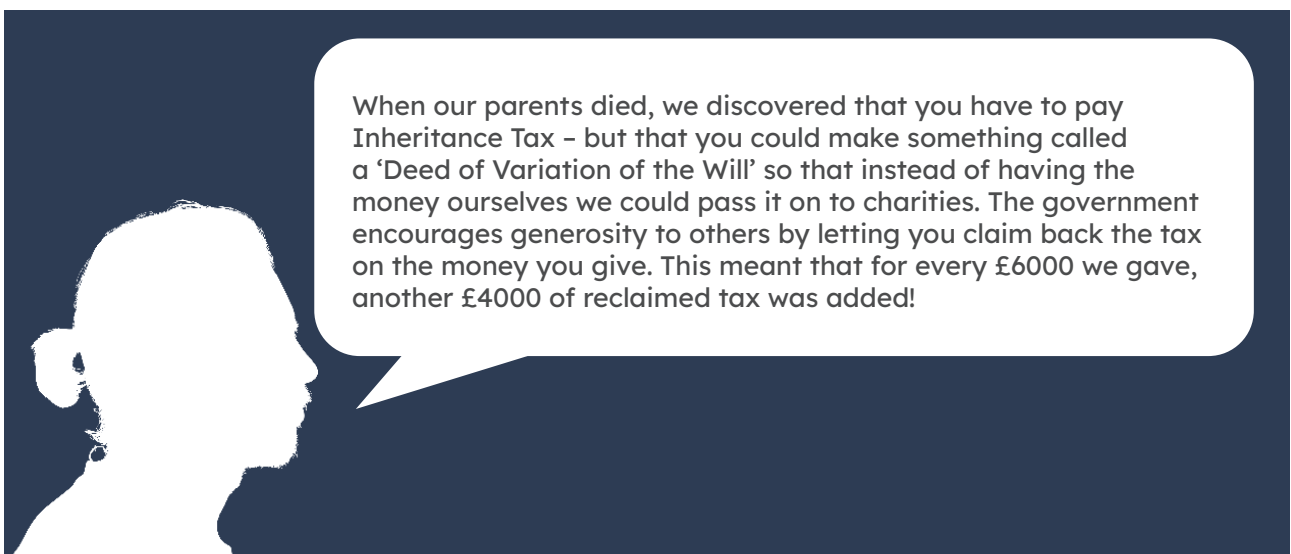 When our parents died, we discovered that you have to pay
Inheritance Tax – but that you could make something called
a ‘Deed of Variation of the Will’ so that instead of having the
money ourselves we could pass it on to charities. The government
encourages generosity to others by letting you claim back the tax
on the money you give. This meant that for every £6000 we gave,
another £4000 of reclaimed tax was added!